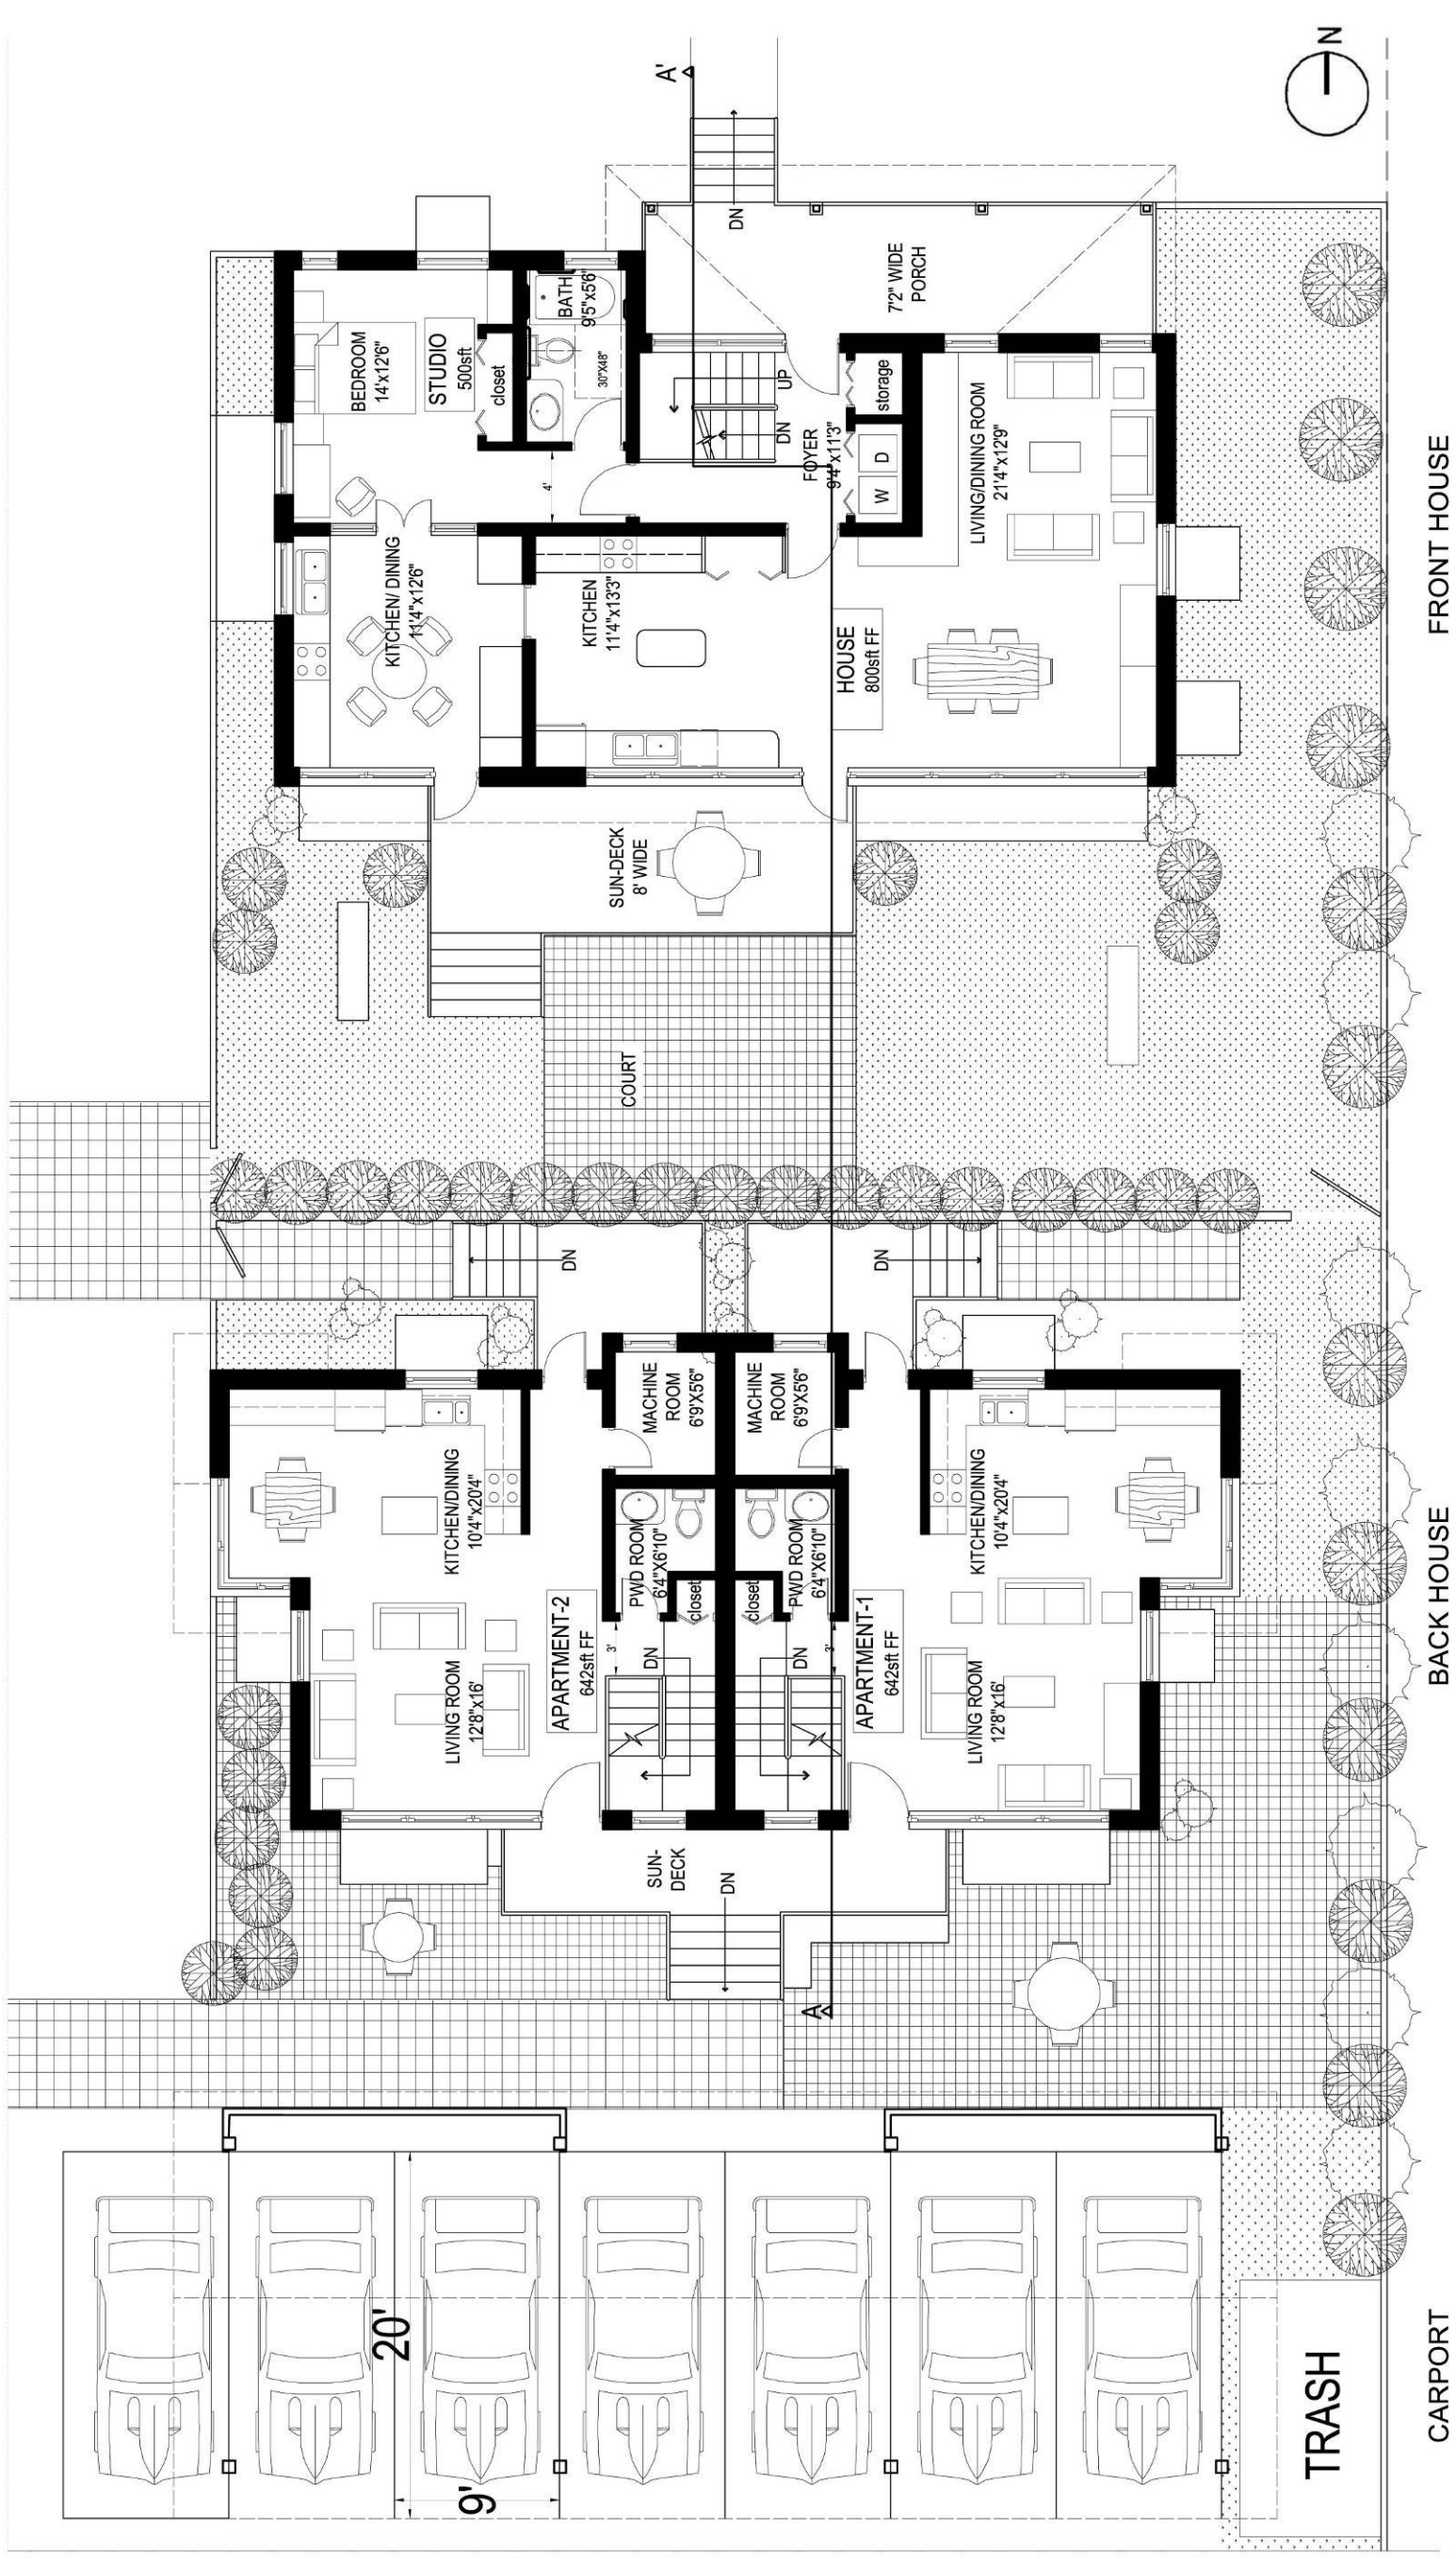 A'
N
DN
7'2" WIDE
PORCH
BATH
9'5"x5'6"
30"X48"
BEDROOM
14'x12'6"
STUDIO
500sft
closet
4'
UP
DN
FOYER
9'4"x11'3"
storage
W
D
LIVING/DINING ROOM
21'4"x12'9"
KITCHEN/ DINING
11'4"x12'6"
KITCHEN
11'4"x13'3"
HOUSE
800sft FF
SUN-DECK
8' WIDE
COURT
FRONT HOUSE
DN
DN
MACHINE
ROOM
6'9'X5'6"
MACHINE
ROOM
6'9'X5'6"
KITCHEN/DINING
10'4"x20'4"
KITCHEN/DINING
10'4"x20'4"
PWD ROOM
6'4"X6'10"
PWD ROOM
6'4"X6'10"
closet
closet
3'
DN
DN
3'
APARTMENT-2
642sft FF
APARTMENT-1
642sft FF
LIVING ROOM
12'8"x16'
LIVING ROOM
12'8"x16'
SUN-
DECK
DN
A
BACK HOUSE
20'
9'
TRASH
CARPORT